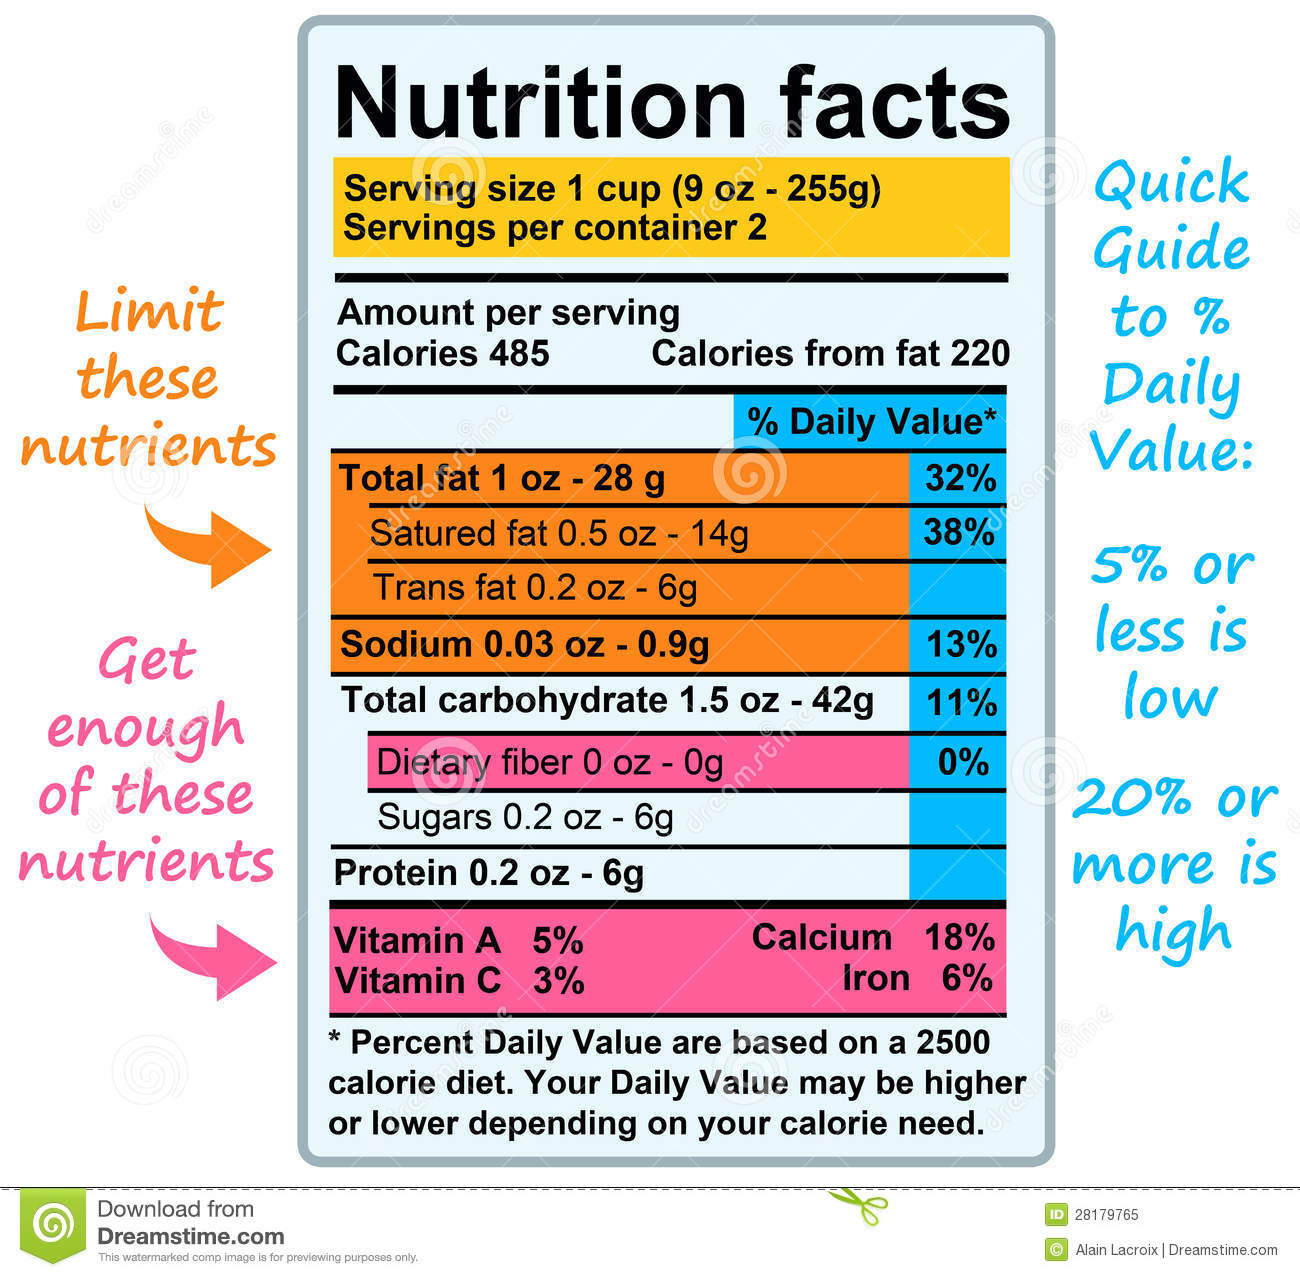 Nutrition facts
Serving size 1 cup (9 oz - 255g)
Servings per container 2
Amount per serving
Calories 485 Calories from fat 220
% Daily Value*
Total fat 1 oz - 28 g 32%
Satured fat 0.5 oz - 14g 38%
Trans fat 0.2 oz - 6g
Sodium 0.03 oz - 0.9g 13%
Total carbohydrate 1.5 oz - 42g 11%
Dietary fiber 0 oz - 0g 0%
Sugars 0.2 oz - 6g
Protein 0.2 oz - 6g
Vitamin A 5% Calcium 18%
Vitamin C 3% Iron 6%
* Percent Daily Value are based on a 2500
calorie diet. Your Daily Value may be higher
or lower depending on your calorie need.
Limit
these
nutrients
Get
enough
of these
nutrients
Quick
Guide
to %
Daily
Value:
5% or
less is
low
20% or
more is
high
dreamstime
Download from
Dreamstime.com
This watermarked comp image is for previewing purposes only.
ID 28179765
© Alain Lacroix | Dreamstime.com